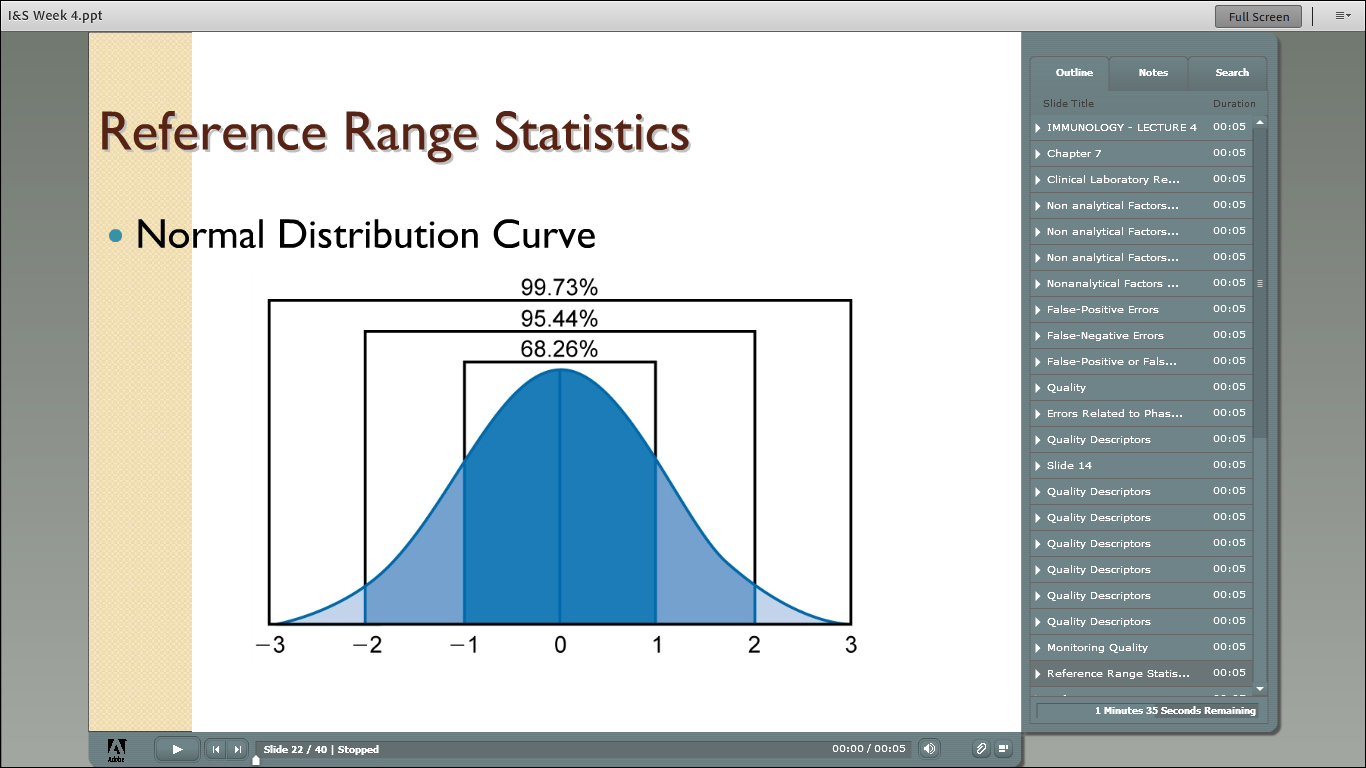 I&S Week 4.ppt
Full Screen
Reference Range Statistics
Normal Distribution Curve
99.73%
95.44%
68.26%
−3 −2 −1 0 1 2 3
Outline Notes Search
Slide Title Duration
IMMUNOLOGY - LECTURE 4 00:05
Chapter 7 00:05
Clinical Laboratory Re... 00:05
Non analytical Factors... 00:05
Non analytical Factors... 00:05
Non analytical Factors... 00:05
Nonanalytical Factors ... 00:05
False-Positive Errors 00:05
False-Negative Errors 00:05
False-Positive or Fals... 00:05
Quality 00:05
Errors Related to Phas... 00:05
Quality Descriptors 00:05
Slide 14 00:05
Quality Descriptors 00:05
Quality Descriptors 00:05
Quality Descriptors 00:05
Quality Descriptors 00:05
Quality Descriptors 00:05
Quality Descriptors 00:05
Monitoring Quality 00:05
Reference Range Statis... 00:05
1 Minutes 35 Seconds Remaining
Adobe
Slide 22 / 40 | Stopped 00:00 / 00:05